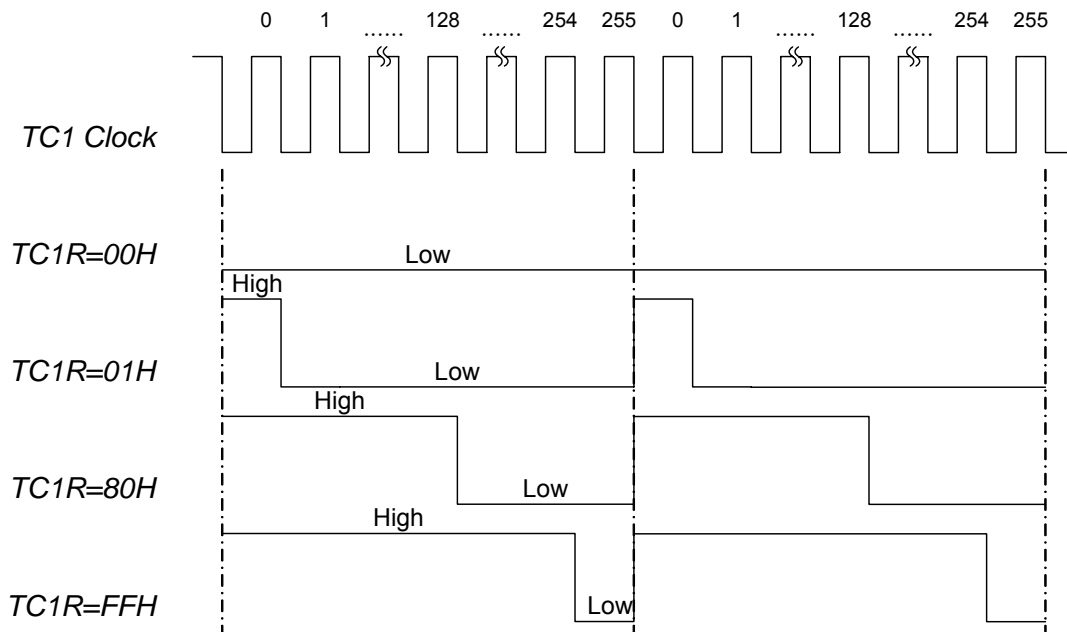 0 1 ...... 128 ...... 254 255 0 1 ...... 128 ...... 254 255
TC1 Clock
TC1R=00H
Low
High
TC1R=01H
Low
High
TC1R=80H
Low
High
TC1R=FFH
Low